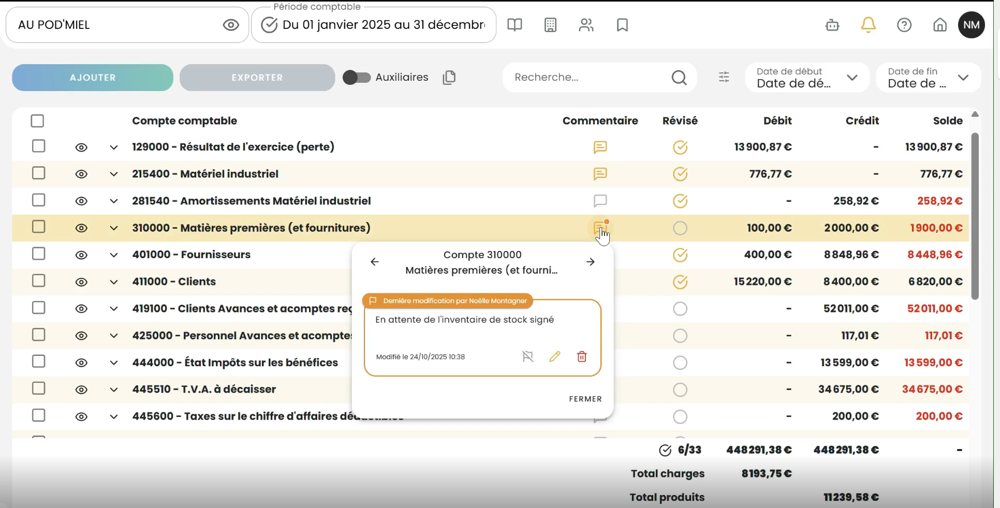 Période comptable
AU POD'MIEL
Du 01 janvier 2025 au 31 décembr
NM
AJOUTER
EXPORTER
Auxiliaires
Recherche...
Date de début
Date de dé...
Date de fin
Date de ...
Compte comptable Commentaire Révisé Débit Crédit Solde
129000 - Résultat de l'exercice (perte) 13 900,87 € - 13 900,87 €
215400 - Matériel industriel 776,77 € - 776,77 €
281540 - Amortissements Matériel industriel - 258,92 € 258,92 €
310000 - Matières premières (et fournitures) 100,00 € 2 000,00 € 1 900,00 €
401000 - Fournisseurs 400,00 € 8 848,96 € 8 448,96 €
411000 - Clients 15 220,00 € 8 400,00 € 6 820,00 €
419100 - Clients Avances et acomptes reç - 52 011,00 € 52 011,00 €
425000 - Personnel Avances et acomptes - 117,01 € 117,01 €
444000 - État Impôts sur les bénéfices - 13 599,00 € 13 599,00 €
445510 - T.V.A. à décaisser - 34 675,00 € 34 675,00 €
445600 - Taxes sur le chiffre d'affaires déductibles - 200,00 € 200,00 €
Compte 310000
Matières premières (et fourni...
Dernière modification par Noëlle Montagner
En attente de l'inventaire de stock signé
Modifié le 24/10/2025 10:38
FERMER
6/33 448 291,38 € 448 291,38 € -
Total charges 8 193,75 €
Total produits 11 239,58 €